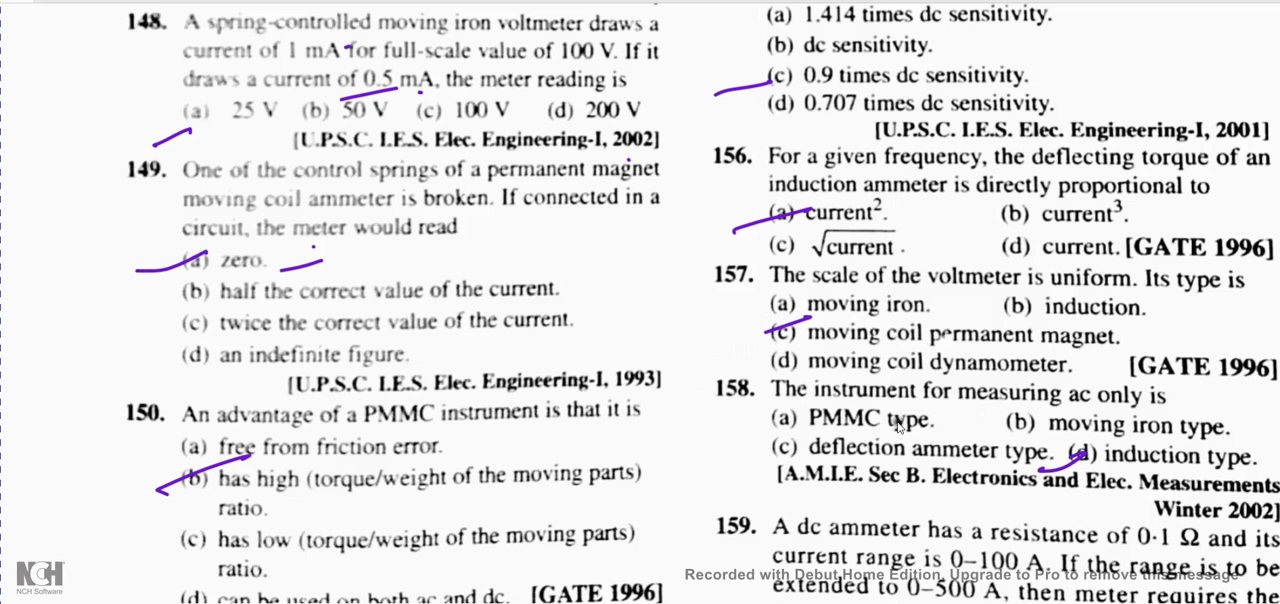 148. A spring-controlled moving iron voltmeter draws a
current of 1 mA for full-scale value of 100 V. If it
draws a current of 0.5 mA, the meter reading is
(a) 25 V (b) 50 V (c) 100 V (d) 200 V
[U.P.S.C. I.E.S. Elec. Engineering-I, 2002]
149. One of the control springs of a permanent magnet
moving coil ammeter is broken. If connected in a
circuit, the meter would read
(a) zero.
(b) half the correct value of the current.
(c) twice the correct value of the current.
(d) an indefinite figure.
[U.P.S.C. I.E.S. Elec. Engineering-I, 1993]
150. An advantage of a PMMC instrument is that it is
(a) free from friction error.
(b) has high (torque/weight of the moving parts)
ratio.
(c) has low (torque/weight of the moving parts)
ratio.
(d) can be used on both ac and dc. [GATE 1996]
(a) 1.414 times dc sensitivity.
(b) dc sensitivity.
(c) 0.9 times dc sensitivity.
(d) 0.707 times dc sensitivity.
[U.P.S.C. I.E.S. Elec. Engineering-I, 2001]
156. For a given frequency, the deflecting torque of an
induction ammeter is directly proportional to
(a) current². (b) current³.
(c) √current . (d) current. [GATE 1996]
157. The scale of the voltmeter is uniform. Its type is
(a) moving iron. (b) induction.
(c) moving coil permanent magnet.
(d) moving coil dynamometer. [GATE 1996]
158. The instrument for measuring ac only is
(a) PMMC type. (b) moving iron type.
(c) deflection ammeter type. (d) induction type.
[A.M.I.E. Sec B. Electronics and Elec. Measurements
Winter 2002]
159. A dc ammeter has a resistance of 0·1 Ω and its
current range is 0–100 A. If the range is to be
extended to 0–500 A, then meter requires the
NCH
NCH Software
Recorded with Debut Home Edition. Upgrade to Pro to remove this message